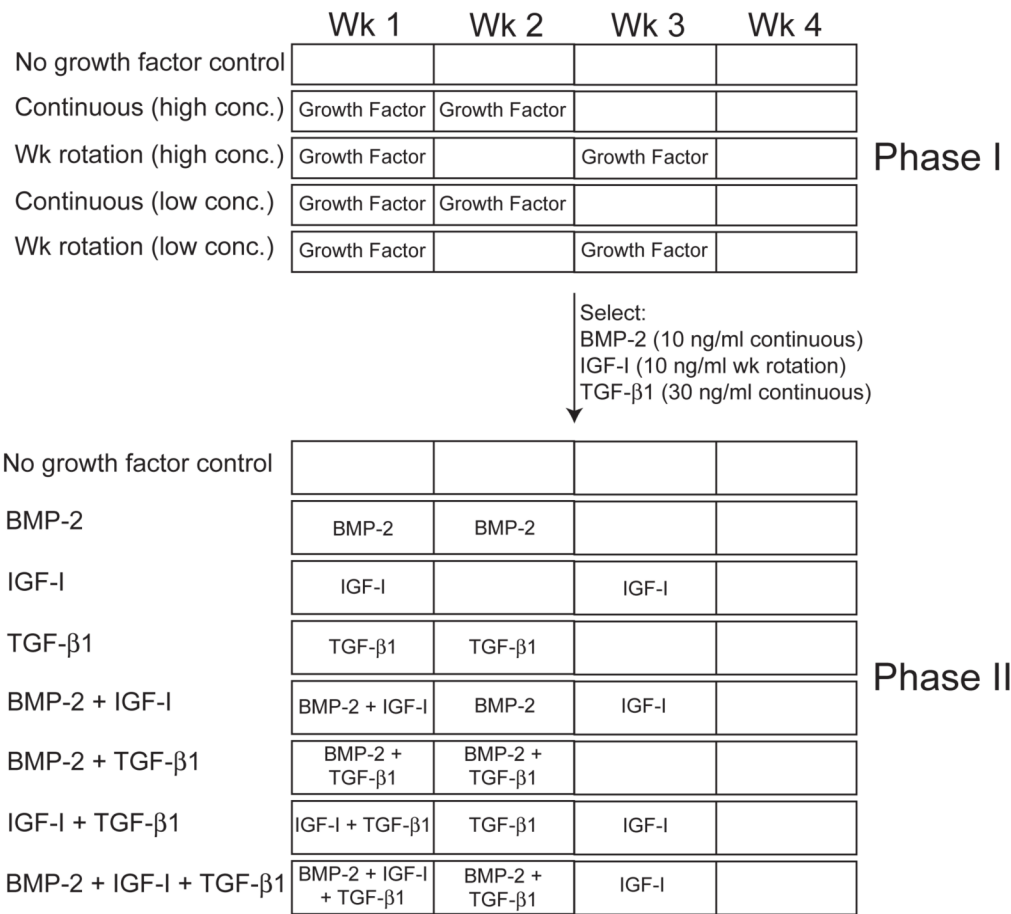 Wk 1 Wk 2 Wk 3 Wk 4
No growth factor control
Continuous (high conc.) Growth Factor Growth Factor
Wk rotation (high conc.) Growth Factor Growth Factor
Continuous (low conc.) Growth Factor Growth Factor
Wk rotation (low conc.) Growth Factor Growth Factor
Phase I
Select:
BMP-2 (10 ng/ml continuous)
IGF-I (10 ng/ml wk rotation)
TGF-β1 (30 ng/ml continuous)
No growth factor control
BMP-2 BMP-2 BMP-2
IGF-I IGF-I IGF-I
TGF-β1 TGF-β1 TGF-β1
BMP-2 + IGF-I BMP-2 + IGF-I BMP-2 IGF-I
BMP-2 + TGF-β1
BMP-2 +
TGF-β1
BMP-2 +
TGF-β1
IGF-I + TGF-β1 IGF-I + TGF-β1 TGF-β1 IGF-I
BMP-2 + IGF-I + TGF-β1
BMP-2 + IGF-I
+ TGF-β1
BMP-2 +
TGF-β1
IGF-I
Phase II